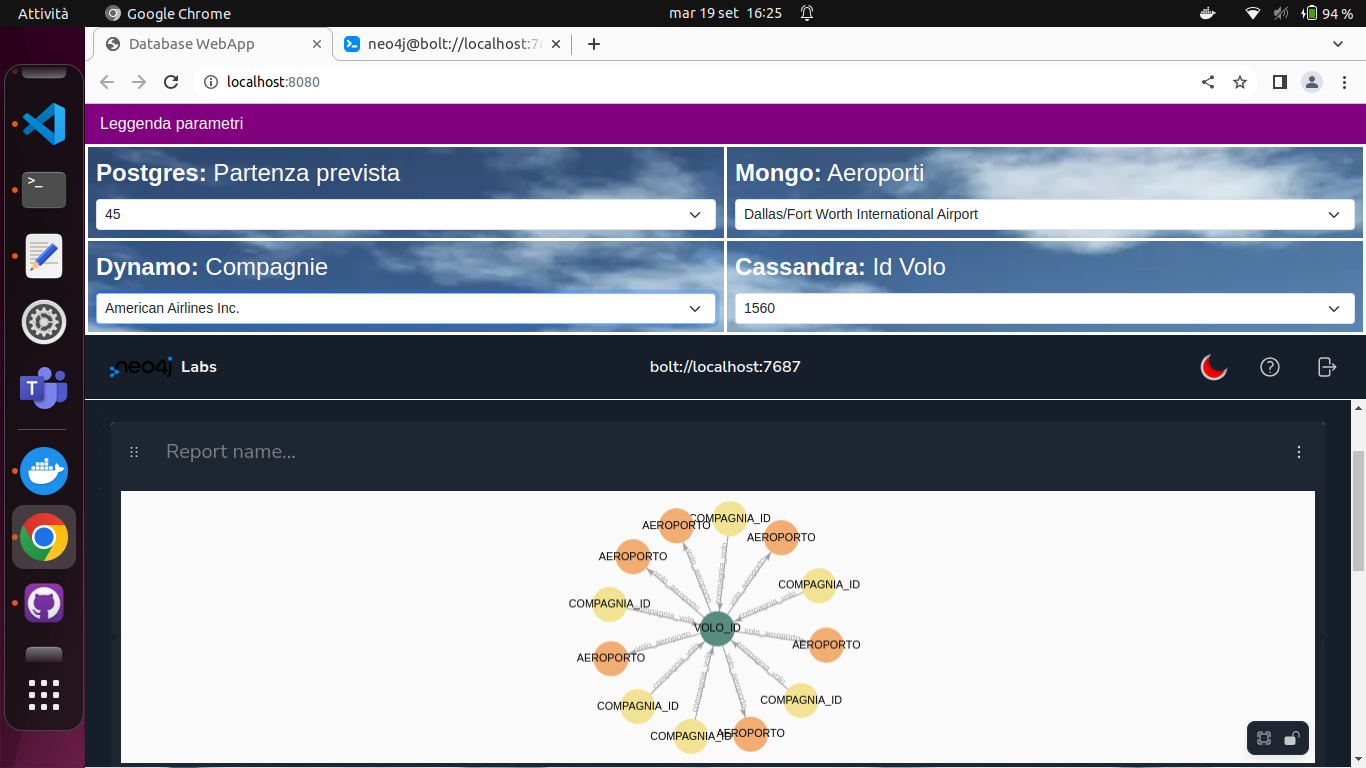 Attività
Google Chrome
mar 19 set 16:25
94 %
Database WebApp
neo4j@bolt://localhost:7
localhost:8080
Leggenda parametri
Postgres: Partenza prevista
45
Mongo: Aeroporti
Dallas/Fort Worth International Airport
Dynamo: Compagnie
American Airlines Inc.
Cassandra: Id Volo
1560
neo4j Labs
bolt://localhost:7687
Report name...
COMPAGNIA_ID
AEROPORTO
AEROPORTO
AEROPORTO
COMPAGNIA_ID
COMPAGNIA_ID
VOLO_ID
AEROPORTO
AEROPORTO
COMPAGNIA_ID
COMPAGNIA_ID
COMPAGNIA_ID
AEROPORTO